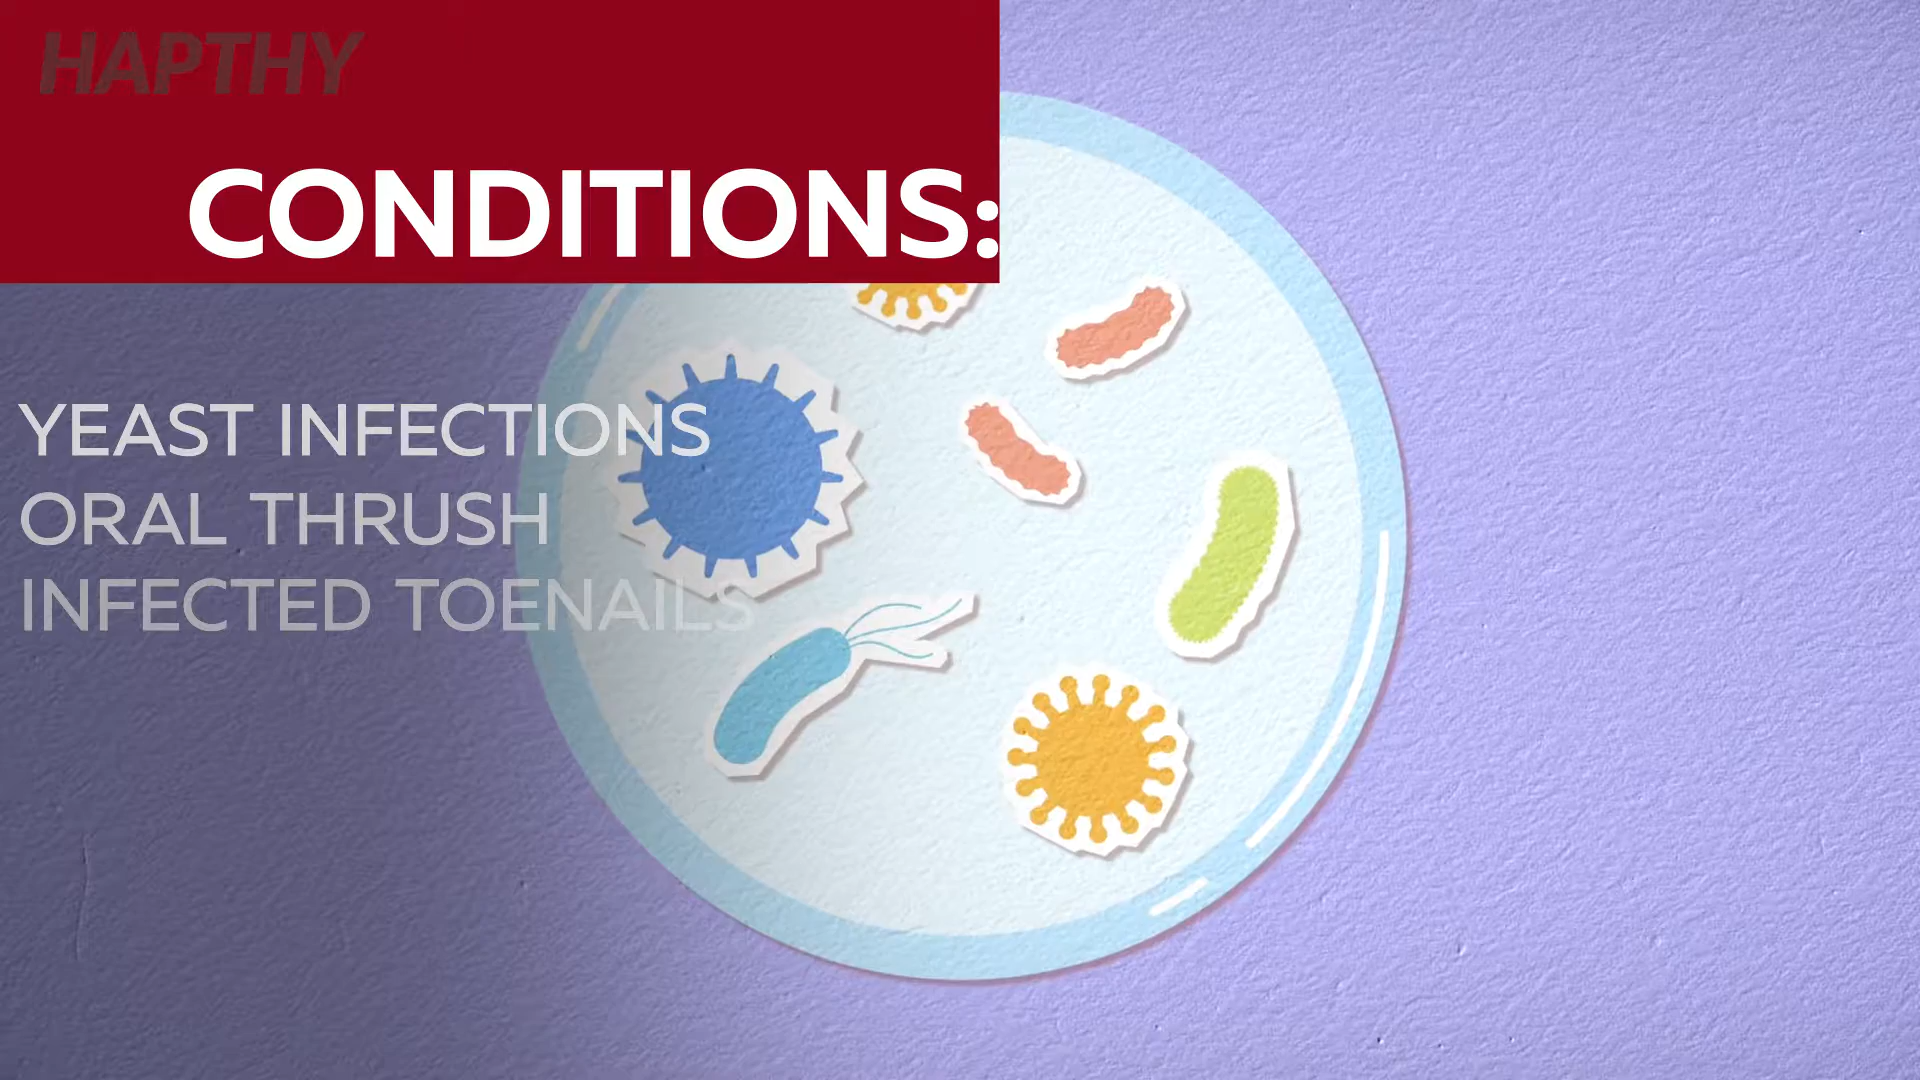 HAPTHY
CONDITIONS:
YEAST INFECTIONS
ORAL THRUSH
INFECTED TOENAILS